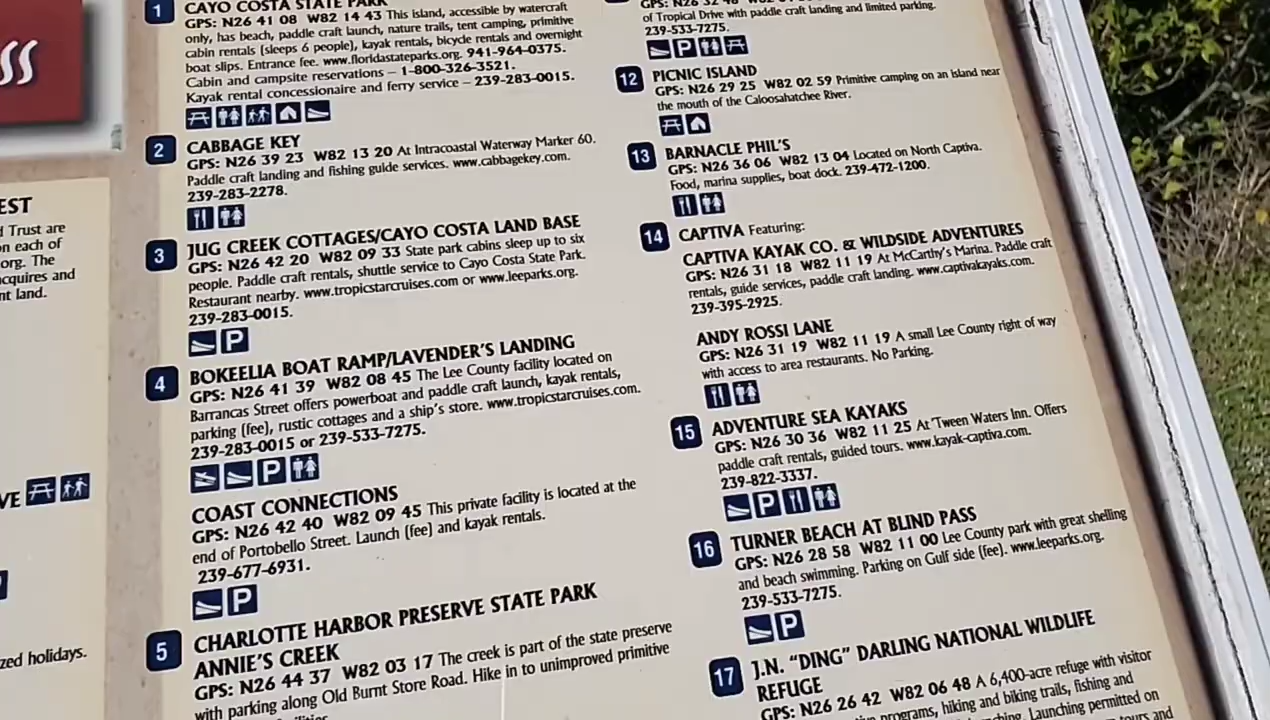 EST
Trust are
n each of
org. The
cquires and
nt land.
VE
zed holidays.
1 CAYO COSTA STATE PARK
GPS: N26 41 08 W82 14 43 This island, accessible by watercraft
only, has beach, paddle craft launch, nature trails, tent camping, primitive
cabin rentals (sleeps 6 people), kayak rentals, bicycle rentals and overnight
boat slips. Entrance fee. www.floridastateparks.org. 941-964-0375.
Cabin and campsite reservations – 1-800-326-3521.
Kayak rental concessionaire and ferry service – 239-283-0015.
2 CABBAGE KEY
GPS: N26 39 23 W82 13 20 At Intracoastal Waterway Marker 60.
Paddle craft landing and fishing guide services. www.cabbagekey.com.
239-283-2278.
3 JUG CREEK COTTAGES/CAYO COSTA LAND BASE
GPS: N26 42 20 W82 09 33 State park cabins sleep up to six
people. Paddle craft rentals, shuttle service to Cayo Costa State Park.
Restaurant nearby. www.tropicstarcruises.com or www.leeparks.org.
239-283-0015.
P
4 BOKEELIA BOAT RAMP/LAVENDER'S LANDING
GPS: N26 41 39 W82 08 45 The Lee County facility located on
Barrancas Street offers powerboat and paddle craft launch, kayak rentals,
parking (fee), rustic cottages and a ship's store. www.tropicstarcruises.com.
239-283-0015 or 239-533-7275.
P
COAST CONNECTIONS
GPS: N26 42 40 W82 09 45 This private facility is located at the
end of Portobello Street. Launch (fee) and kayak rentals.
239-677-6931.
P
5 CHARLOTTE HARBOR PRESERVE STATE PARK
ANNIE'S CREEK
GPS: N26 44 37 W82 03 17 The creek is part of the state preserve
with parking along Old Burnt Store Road. Hike in to unimproved primitive
of Tropical Drive with paddle craft landing and limited parking.
239-533-7275.
P
12 PICNIC ISLAND
GPS: N26 29 25 W82 02 59 Primitive camping on an island near
the mouth of the Caloosahatchee River.
13 BARNACLE PHIL'S
GPS: N26 36 06 W82 13 04 Located on North Captiva.
Food, marina supplies, boat dock. 239-472-1200.
14 CAPTIVA Featuring:
CAPTIVA KAYAK CO. & WILDSIDE ADVENTURES
GPS: N26 31 18 W82 11 19 At McCarthy's Marina. Paddle craft
rentals, guide services, paddle craft landing. www.captivakayaks.com.
239-395-2925.
ANDY ROSSI LANE
GPS: N26 31 19 W82 11 19 A small Lee County right of way
with access to area restaurants. No Parking.
15 ADVENTURE SEA KAYAKS
GPS: N26 30 36 W82 11 25 At 'Tween Waters Inn. Offers
paddle craft rentals, guided tours. www.kayak-captiva.com.
239-822-3337.
P
16 TURNER BEACH AT BLIND PASS
GPS: N26 28 58 W82 11 00 Lee County park with great shelling
and beach swimming. Parking on Gulf side (fee). www.leeparks.org.
239-533-7275.
P
17 J.N. "DING" DARLING NATIONAL WILDLIFE
REFUGE
GPS: N26 26 42 W82 06 48 A 6,400-acre refuge with visitor
programs, hiking and biking trails, fishing and
Launching permitted on
tours and